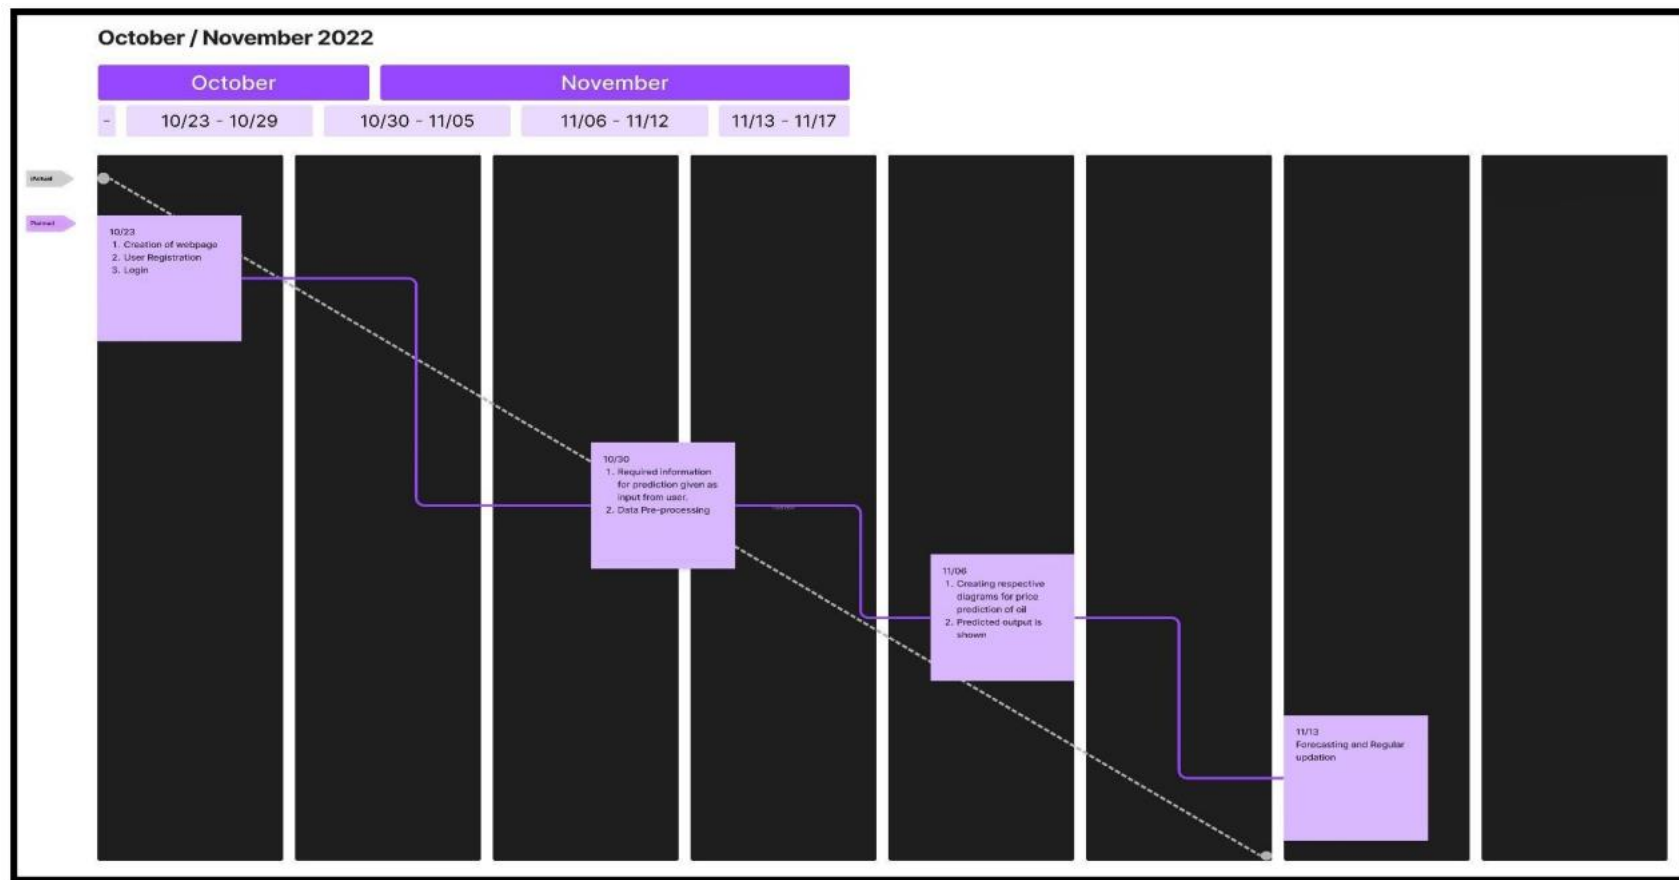 October / November 2022
October
November
-
10/23 - 10/29
10/30 - 11/05
11/06 - 11/12
11/13 - 11/17
Planned
10/23
1. Creation of webpage
2. User Registration
3. Login
10/30
1. Required information
for prediction given as
input from user.
2. Data Pre-processing
11/06
1. Creating respective
diagrams for price
prediction of oil
2. Predicted output is
shown
11/13
Forecasting and Regular
updation